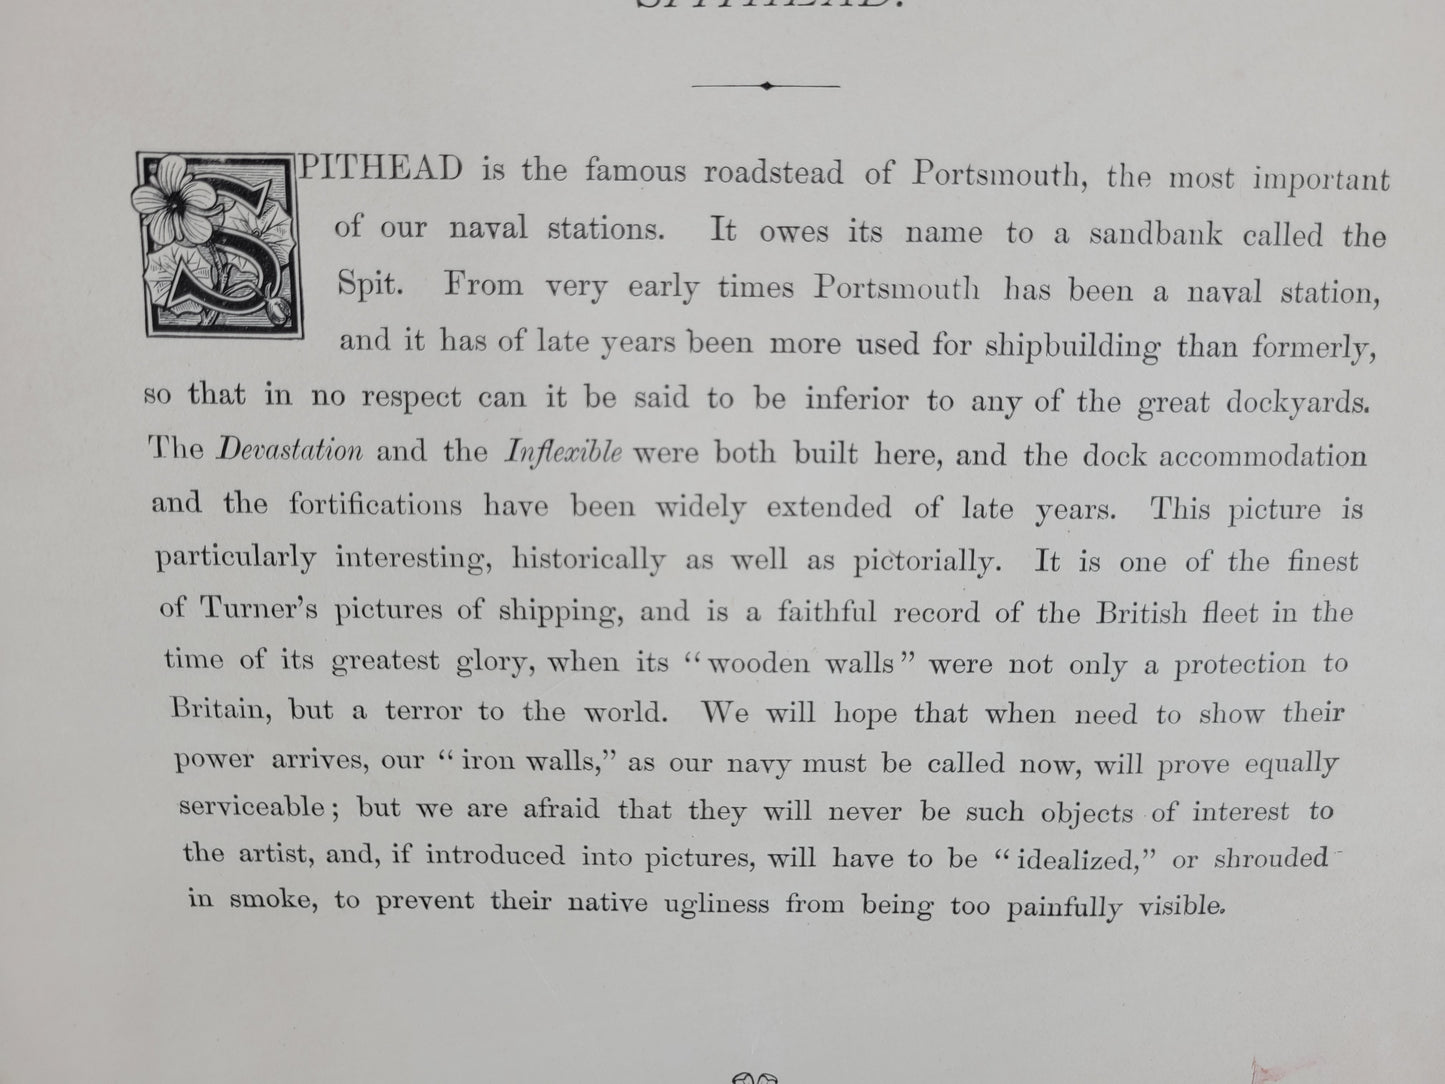 SPITHEAD.
SPITHEAD is the famous roadstead of Portsmouth, the most important
of our naval stations. It owes its name to a sandbank called the
Spit. From very early times Portsmouth has been a naval station,
and it has of late years been more used for shipbuilding than formerly,
so that in no respect can it be said to be inferior to any of the great dockyards.
The Devastation and the Inflexible were both built here, and the dock accommodation
and the fortifications have been widely extended of late years. This picture is
particularly interesting, historically as well as pictorially. It is one of the finest
of Turner's pictures of shipping, and is a faithful record of the British fleet in the
time of its greatest glory, when its "wooden walls" were not only a protection to
Britain, but a terror to the world. We will hope that when need to show their
power arrives, our "iron walls," as our navy must be called now, will prove equally
serviceable; but we are afraid that they will never be such objects of interest to
the artist, and, if introduced into pictures, will have to be "idealized," or shrouded
in smoke, to prevent their native ugliness from being too painfully visible.